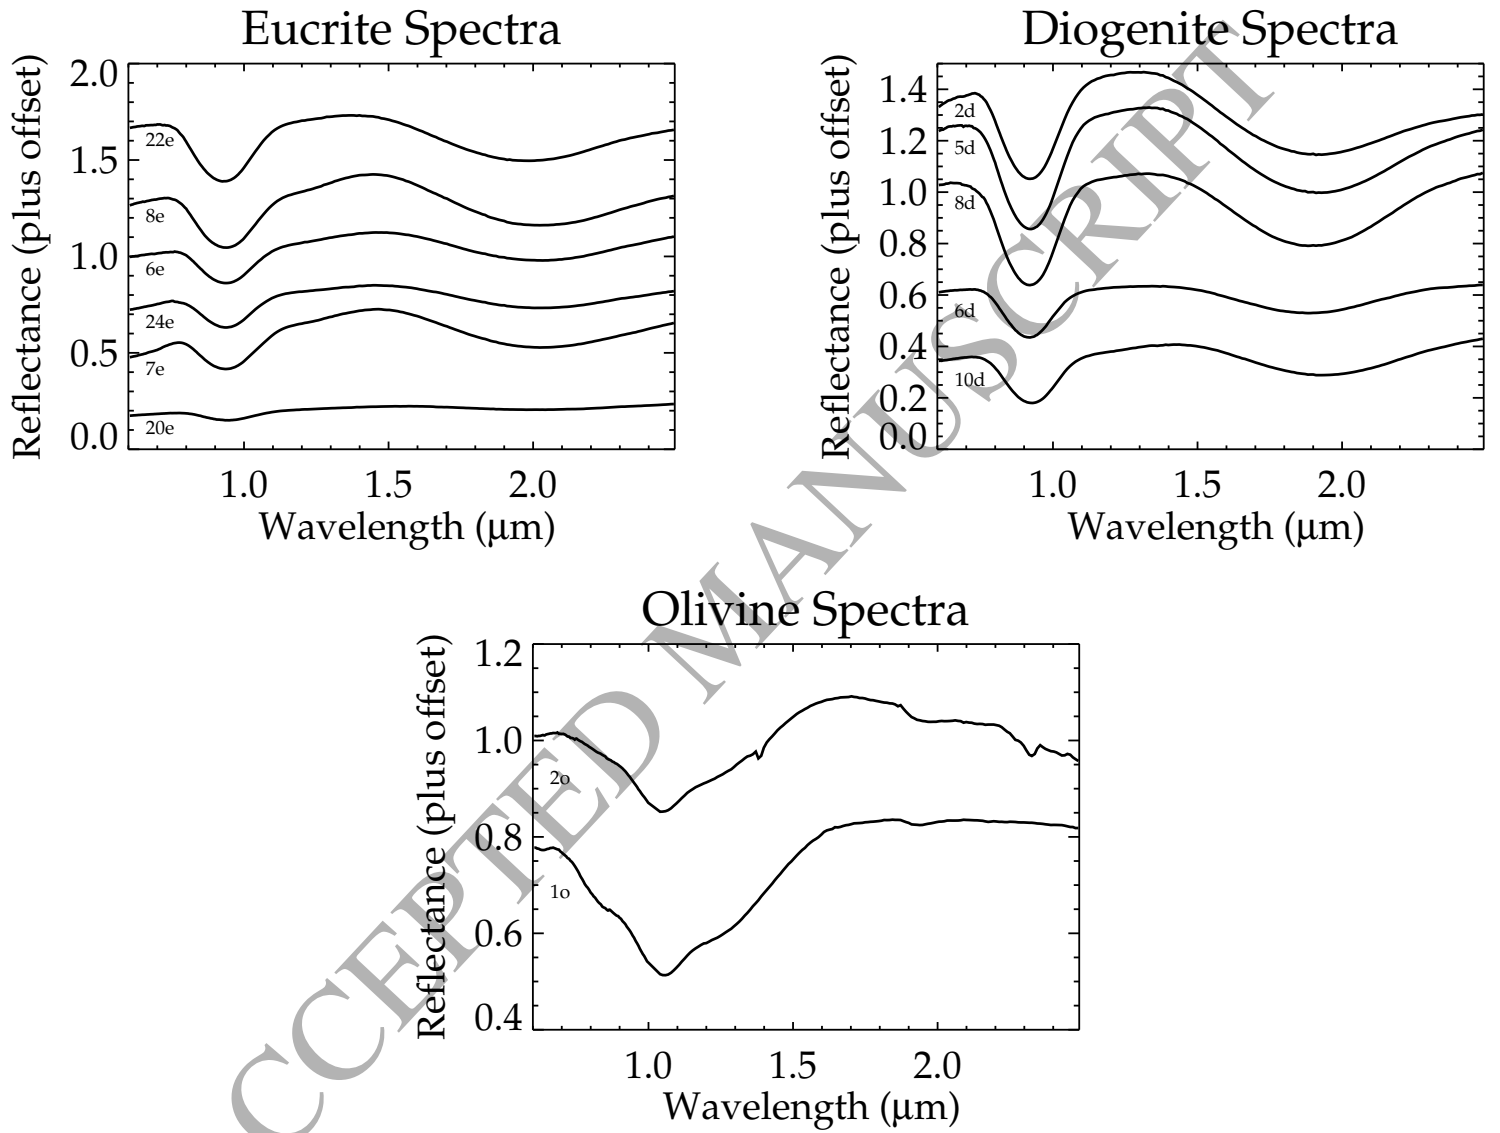 Eucrite Spectra
Reflectance (plus offset)
2.0
1.5
1.0
0.5
0.0
22e
8e
6e
24e
7e
20e
1.0 1.5 2.0
Wavelength (μm)
Diogenite Spectra
Reflectance (plus offset)
1.4
1.2
1.0
0.8
0.6
0.4
0.2
0.0
2d
5d
8d
6d
10d
1.0 1.5 2.0
Wavelength (μm)
Olivine Spectra
Reflectance (plus offset)
1.2
1.0
0.8
0.6
0.4
2o
1o
1.0 1.5 2.0
Wavelength (μm)
CCEPTED MANUSCRIPT